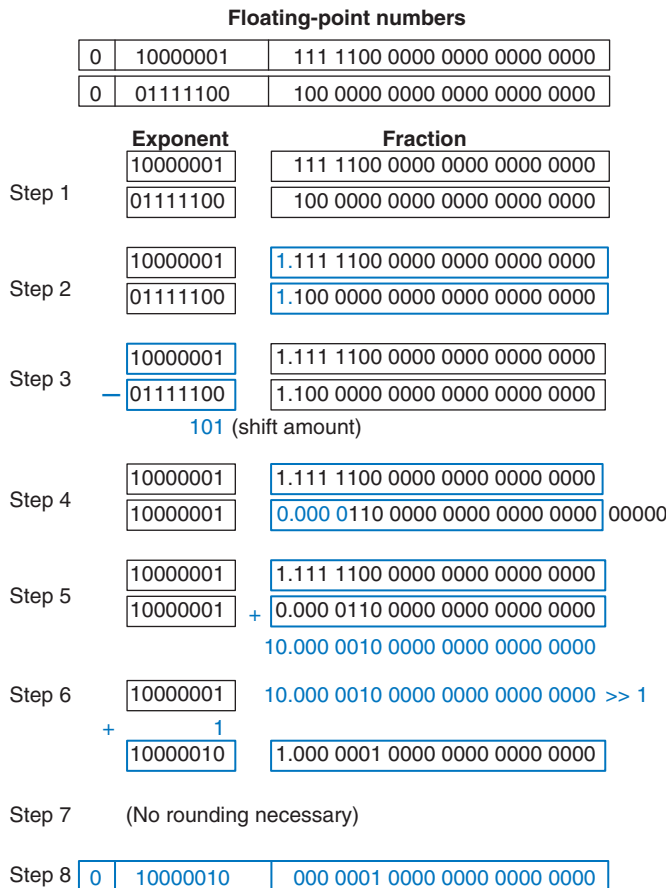 Floating-point numbers
0 10000001 111 1100 0000 0000 0000 0000
0 01111100 100 0000 0000 0000 0000 0000
Exponent Fraction
10000001 111 1100 0000 0000 0000 0000
Step 1
01111100 100 0000 0000 0000 0000 0000
10000001 1.111 1100 0000 0000 0000 0000
Step 2
01111100 1.100 0000 0000 0000 0000 0000
10000001 1.111 1100 0000 0000 0000 0000
Step 3
– 01111100 1.100 0000 0000 0000 0000 0000
101 (shift amount)
10000001 1.111 1100 0000 0000 0000 0000
Step 4
10000001 0.000 0110 0000 0000 0000 0000 00000
10000001 1.111 1100 0000 0000 0000 0000
Step 5
10000001 + 0.000 0110 0000 0000 0000 0000
10.000 0010 0000 0000 0000 0000
Step 6 10000001 10.000 0010 0000 0000 0000 0000 >> 1
+ 1
10000010 1.000 0001 0000 0000 0000 0000
Step 7 (No rounding necessary)
Step 8 0 10000010 000 0001 0000 0000 0000 0000